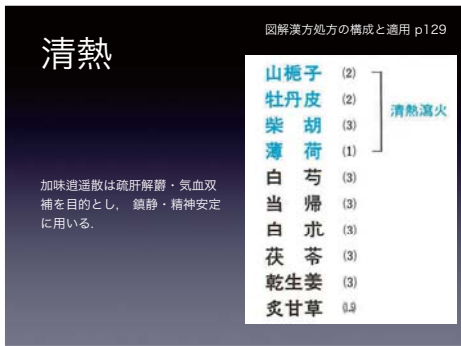 清熱
図解漢方処方の構成と適用 p129
加味逍遥散は疏肝解欝・気血双
補を目的とし， 鎮静・精神安定
に用いる.
山梔子 (2)
牡丹皮 (2)
柴　胡 (3)
薄　荷 (1)
清熱瀉火
白　芍 (3)
当　帰 (3)
白　朮 (3)
茯　苓 (3)
乾生姜 (3)
炙甘草